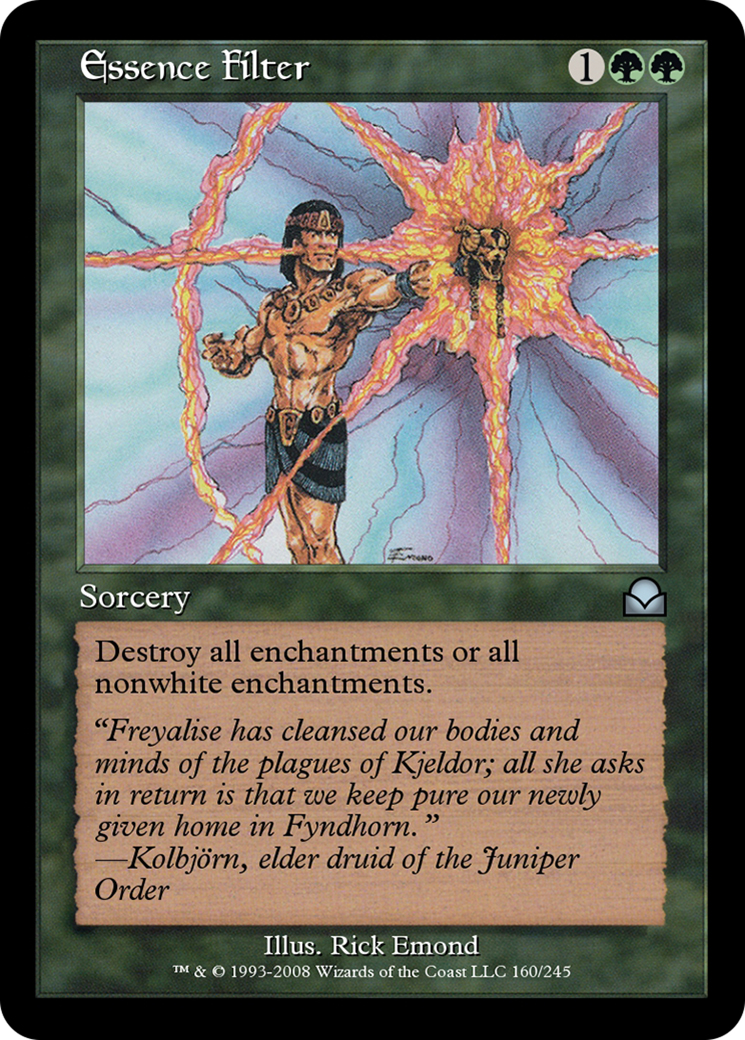 Essence Filter 1
Emond
Sorcery
Destroy all enchantments or all
nonwhite enchantments.
“Freyalise has cleansed our bodies and
minds of the plagues of Kjeldor; all she asks
in return is that we keep pure our newly
given home in Fyndhorn.”
—Kolbjörn, elder druid of the Juniper
Order
Illus. Rick Emond
™ & © 1993-2008 Wizards of the Coast LLC 160/245